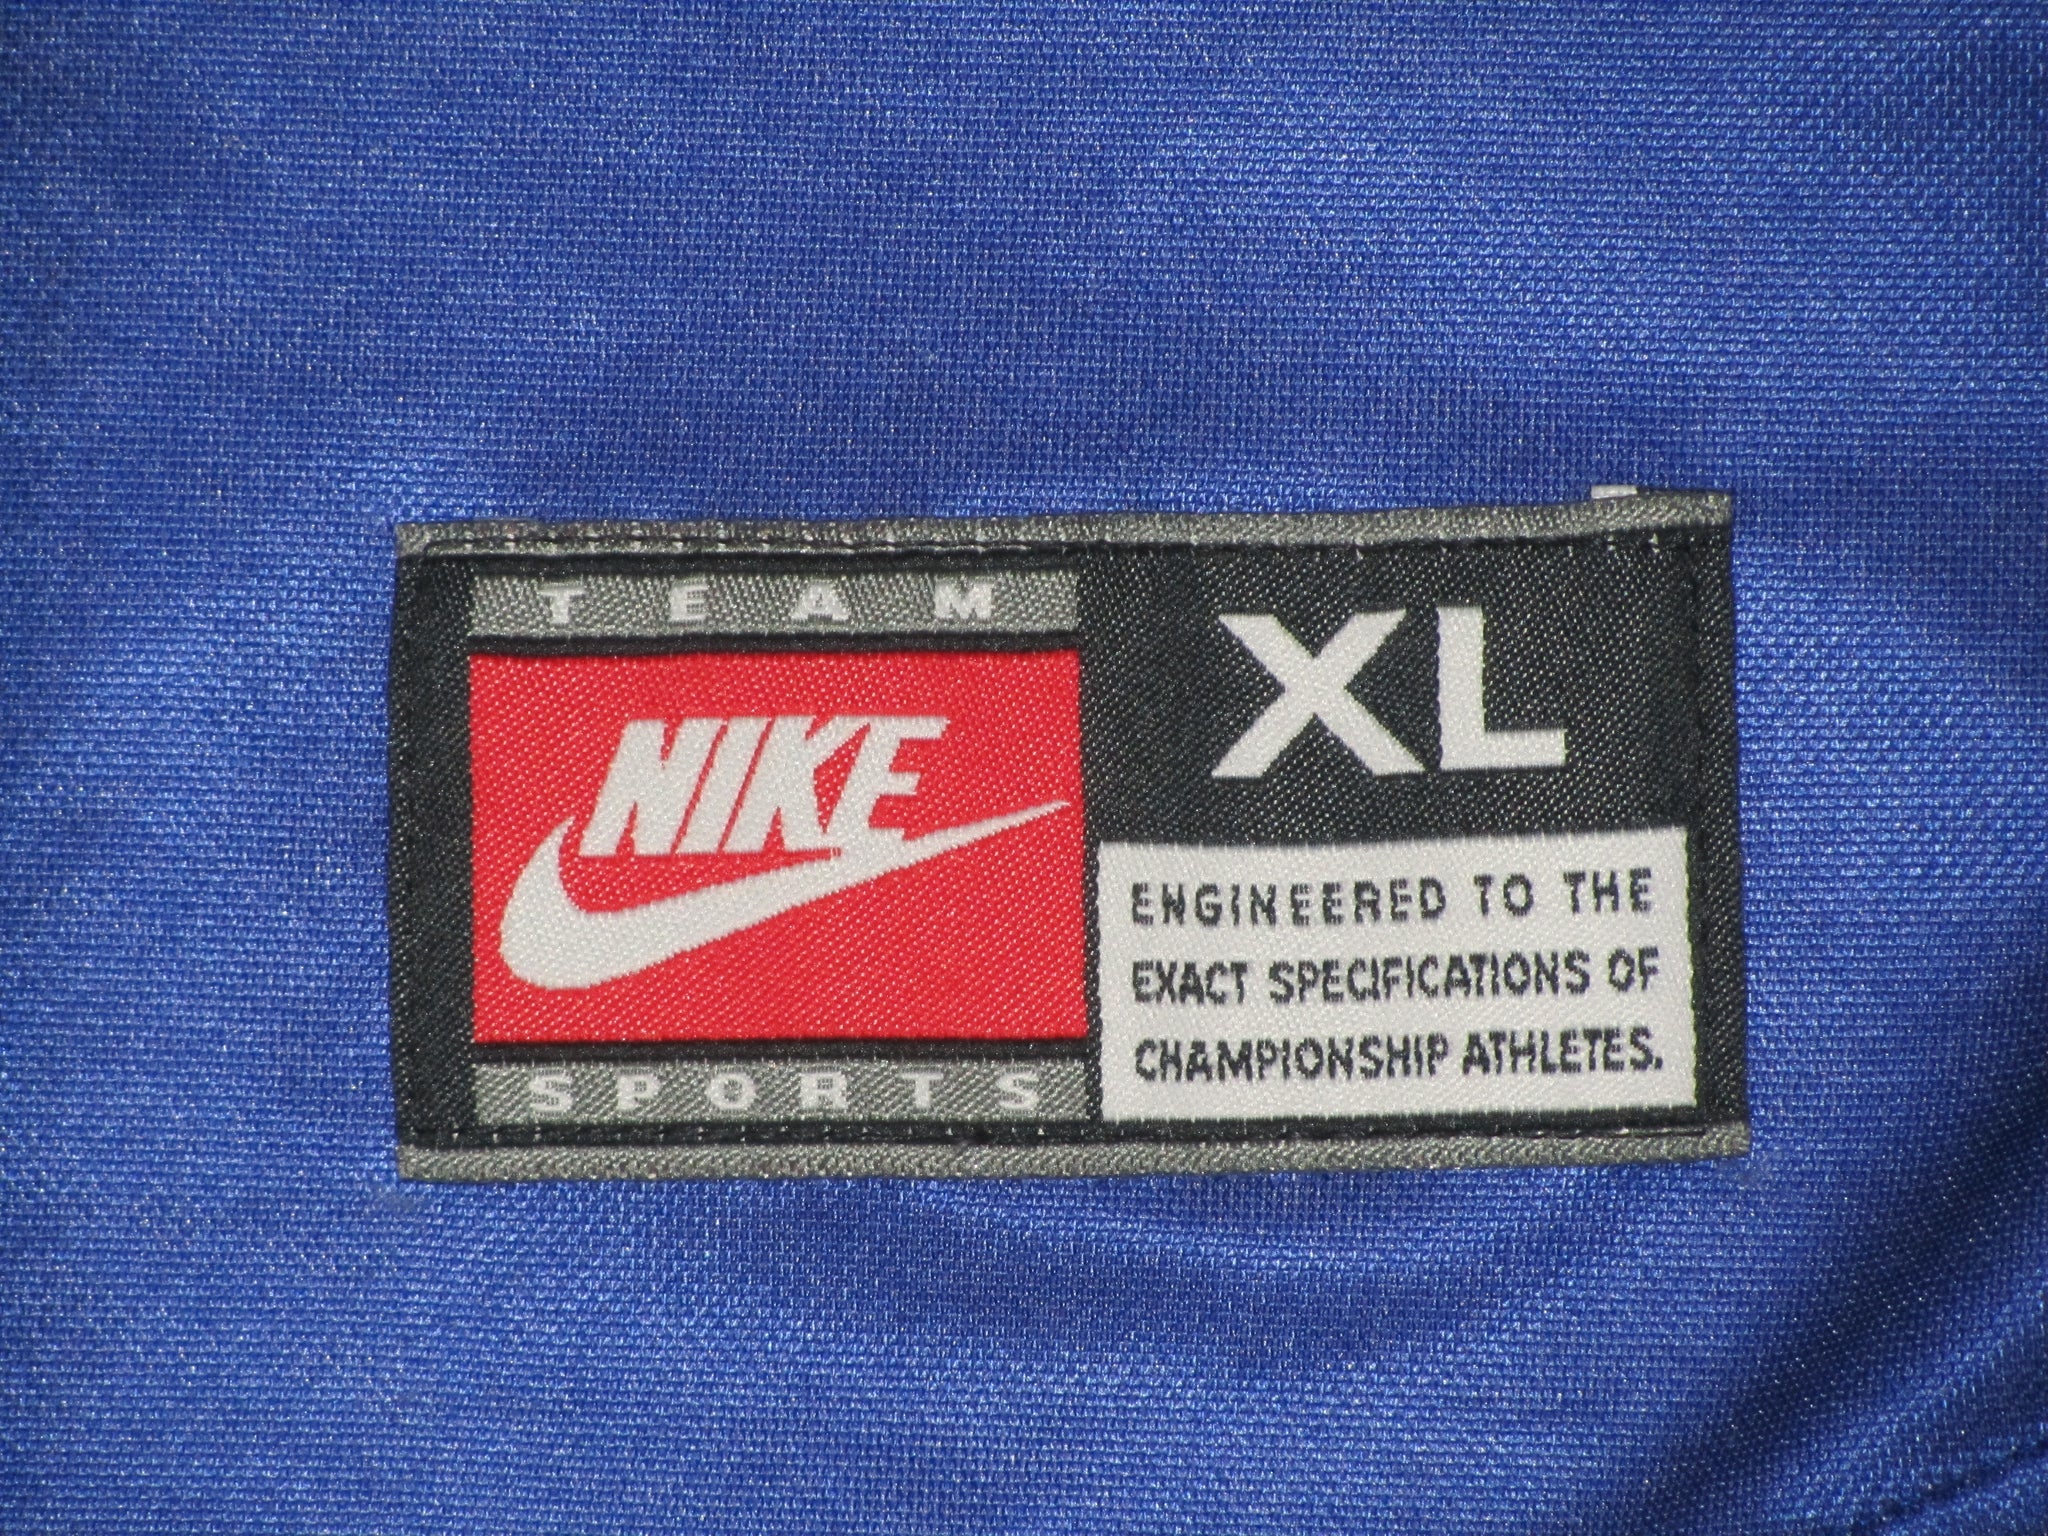 TEAM
NIKE
SPORTS
XL
ENGINEERED TO THE
EXACT SPECIFICATIONS OF
CHAMPIONSHIP ATHLETES.